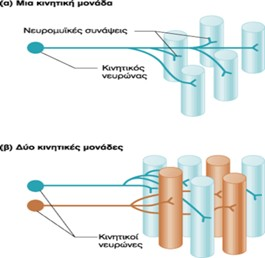 (α) Μια κινητική μονάδα
Νευρομυϊκές συνάψεις
Κινητικός
νευρώνας
(β) Δύο κινητικές μονάδες
Κινητικοί
νευρώνες